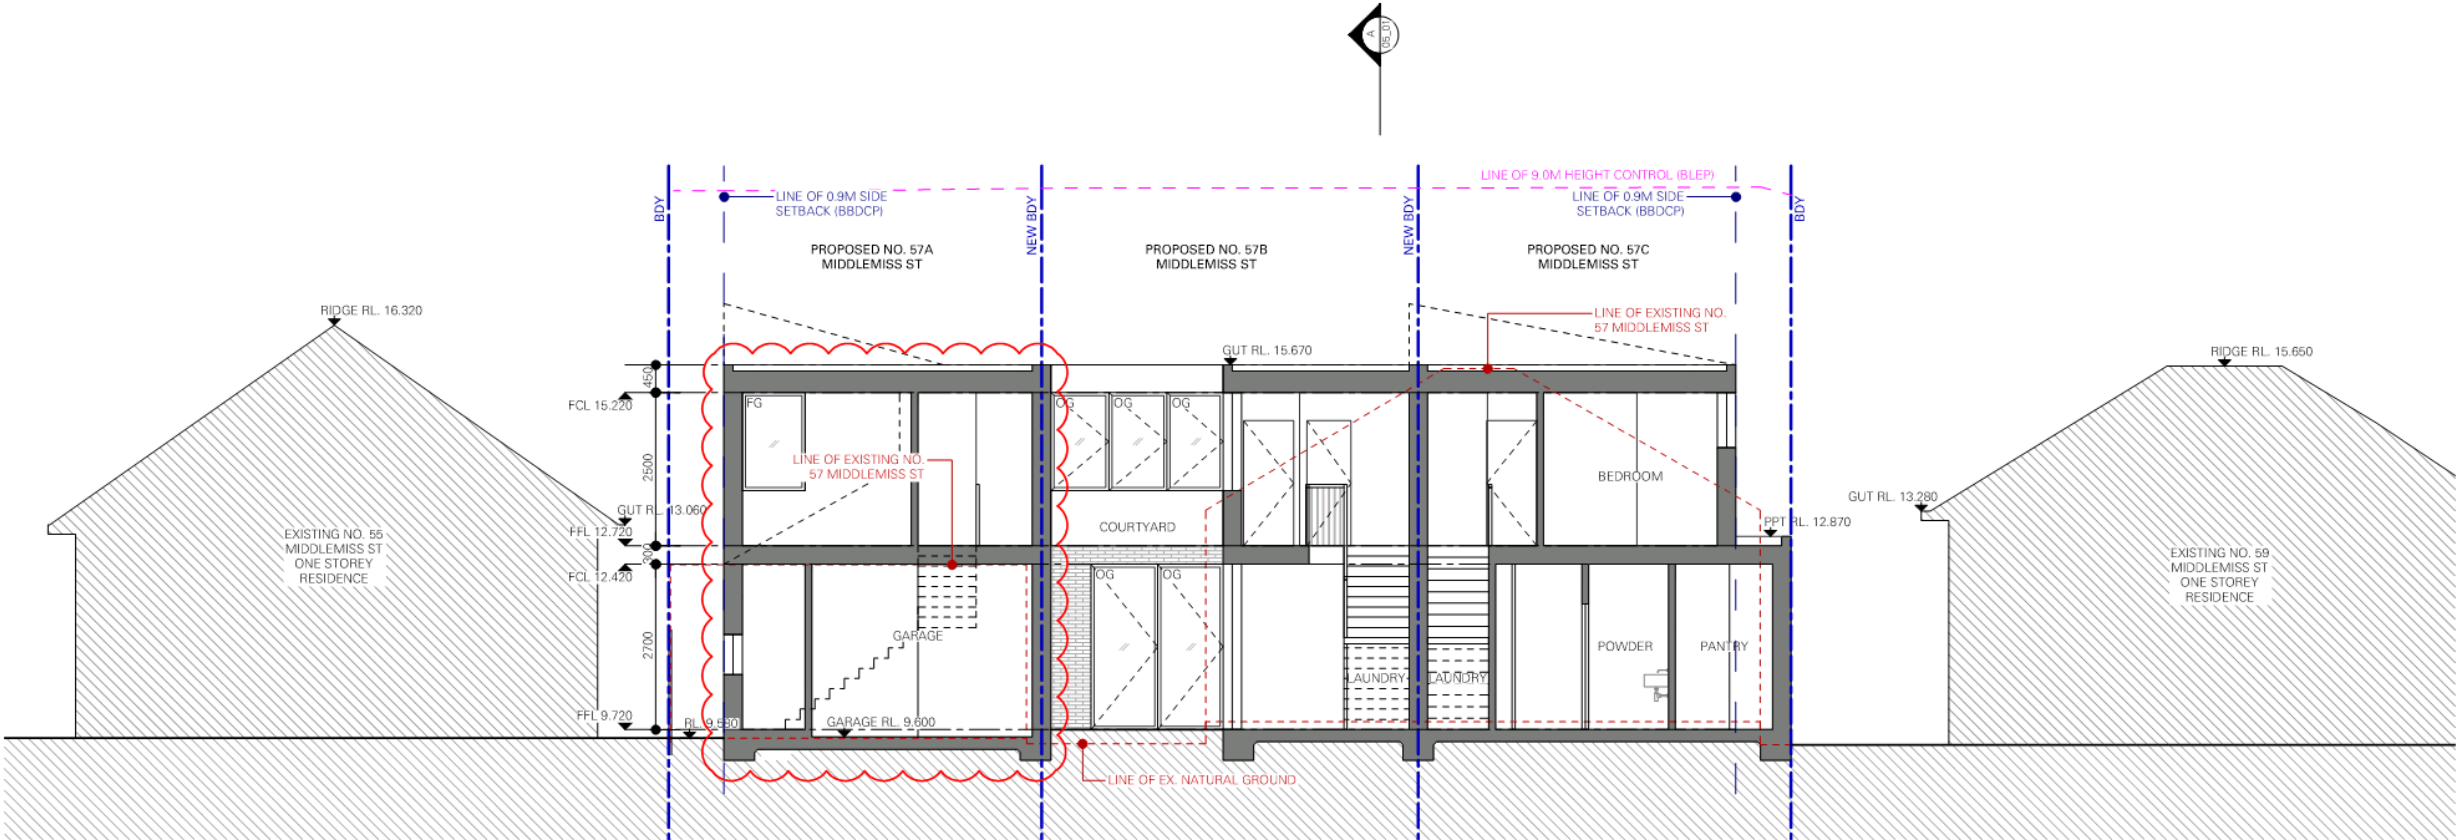 A
05_01
LINE OF 9.0M HEIGHT CONTROL (BLEP)
LINE OF 0.9M SIDE
SETBACK (BBDCP)
LINE OF 0.9M SIDE
SETBACK (BBDCP)
BDY
NEW BDY
NEW BDY
BDY
PROPOSED NO. 57A
MIDDLEMISS ST
PROPOSED NO. 57B
MIDDLEMISS ST
PROPOSED NO. 57C
MIDDLEMISS ST
RIDGE RL. 16.320
LINE OF EXISTING NO.
57 MIDDLEMISS ST
GUT RL. 15.670
RIDGE RL. 15.650
450
FCL 15.220
FG
OG
OG
OG
2500
LINE OF EXISTING NO.
57 MIDDLEMISS ST
BEDROOM
GUT RL. 13.060
GUT RL. 13.280
FFL 12.720
COURTYARD
PPT RL. 12.870
EXISTING NO. 55
MIDDLEMISS ST
ONE STOREY
RESIDENCE
300
EXISTING NO. 59
MIDDLEMISS ST
ONE STOREY
RESIDENCE
FCL 12.420
OG
OG
2700
GARAGE
POWDER
PANTRY
LAUNDRY
LAUNDRY
FFL 9.720
GARAGE RL. 9.600
LINE OF EX. NATURAL GROUND